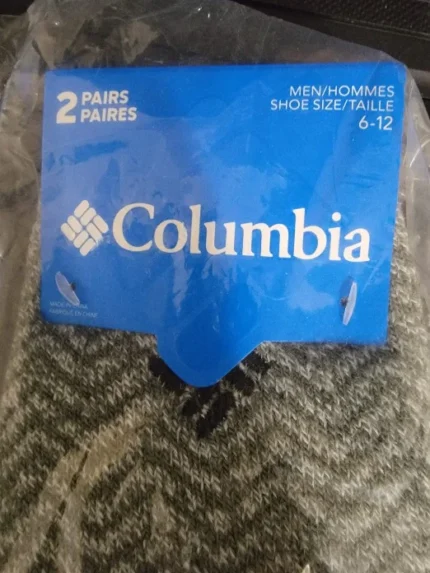 2 PAIRS
PAIRES
MEN/HOMMES
SHOE SIZE/TAILLE
6-12
Columbia